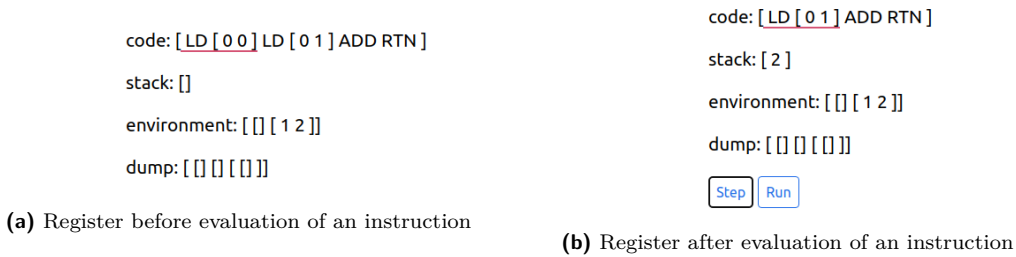 code: [ LD [ 0 0 ] LD [ 0 1 ] ADD RTN ]
stack: []
environment: [ [] [ 1 2 ]]
dump: [ [] [] [ [] ]]
(a) Register before evaluation of an instruction
code: [ LD [ 0 1 ] ADD RTN ]
stack: [ 2 ]
environment: [ [] [ 1 2 ]]
dump: [ [] [] [ [] ]]
Step Run
(b) Register after evaluation of an instruction